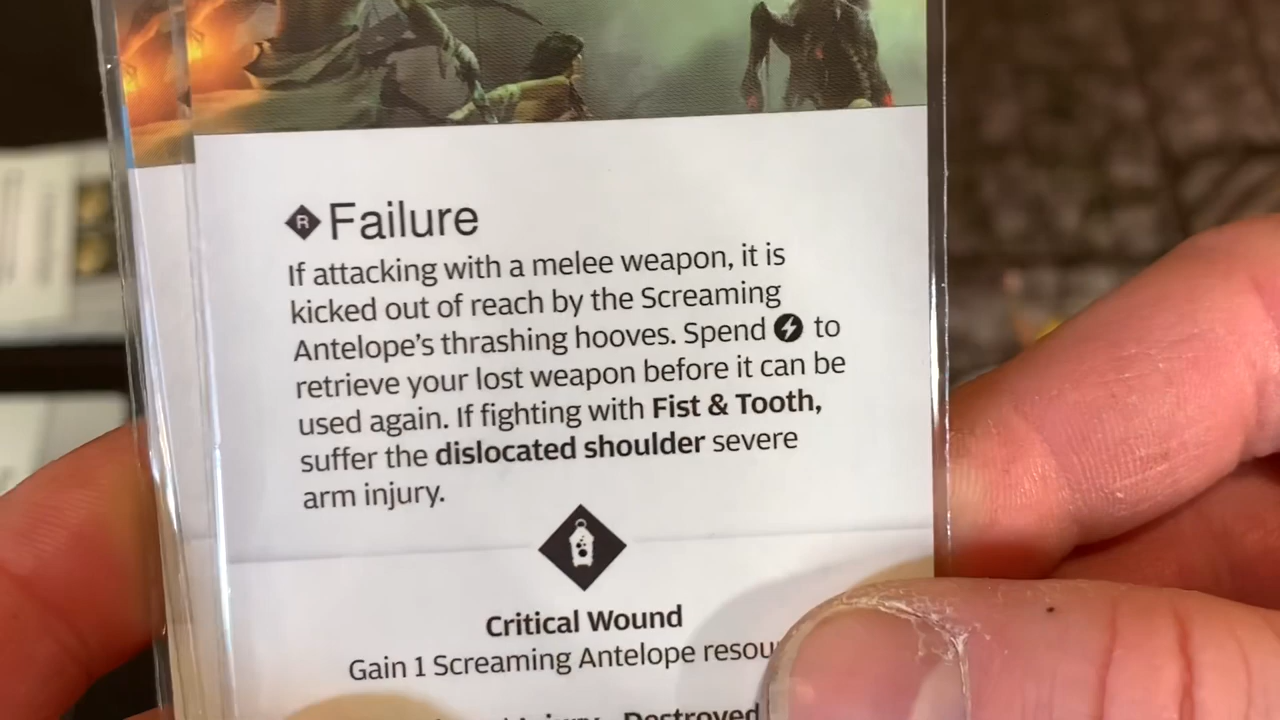 R Failure
If attacking with a melee weapon, it is
kicked out of reach by the Screaming
Antelope's thrashing hooves. Spend to
retrieve your lost weapon before it can be
used again. If fighting with Fist & Tooth,
suffer the dislocated shoulder severe
arm injury.
Critical Wound
Gain 1 Screaming Antelope
Destroyed